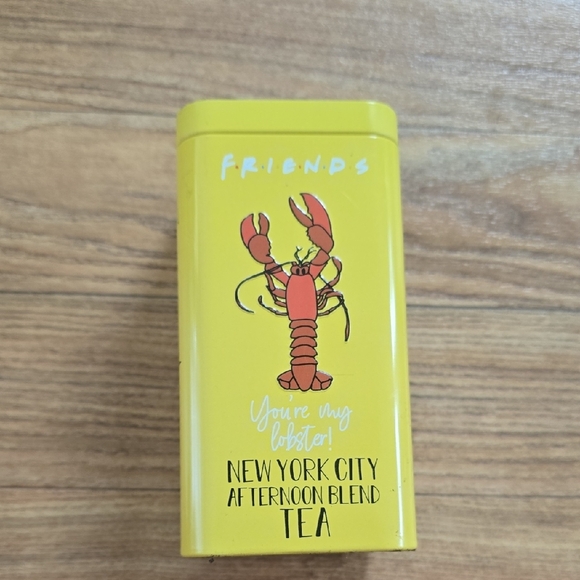 F·R·I·E·N·D·S
You're my
lobster!
NEW YORK CITY
AFTERNOON BLEND
TEA